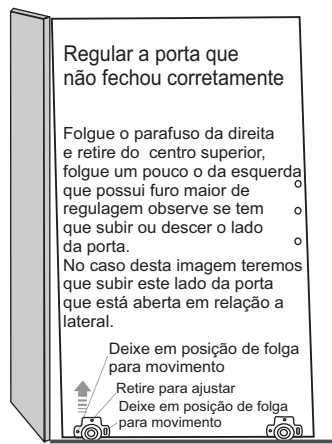 Regular a porta que
não fechou corretamente
Folgue o parafuso da direita
e retire do centro superior,
folgue um pouco o da esquerda
que possui furo maior de
regulagem observe se tem
que subir ou descer o lado
da porta.
No caso desta imagem teremos
que subir este lado da porta
que está aberta em relação a
lateral.
Deixe em posição de folga
para movimento
Retire para ajustar
Deixe em posição de folga
para movimento